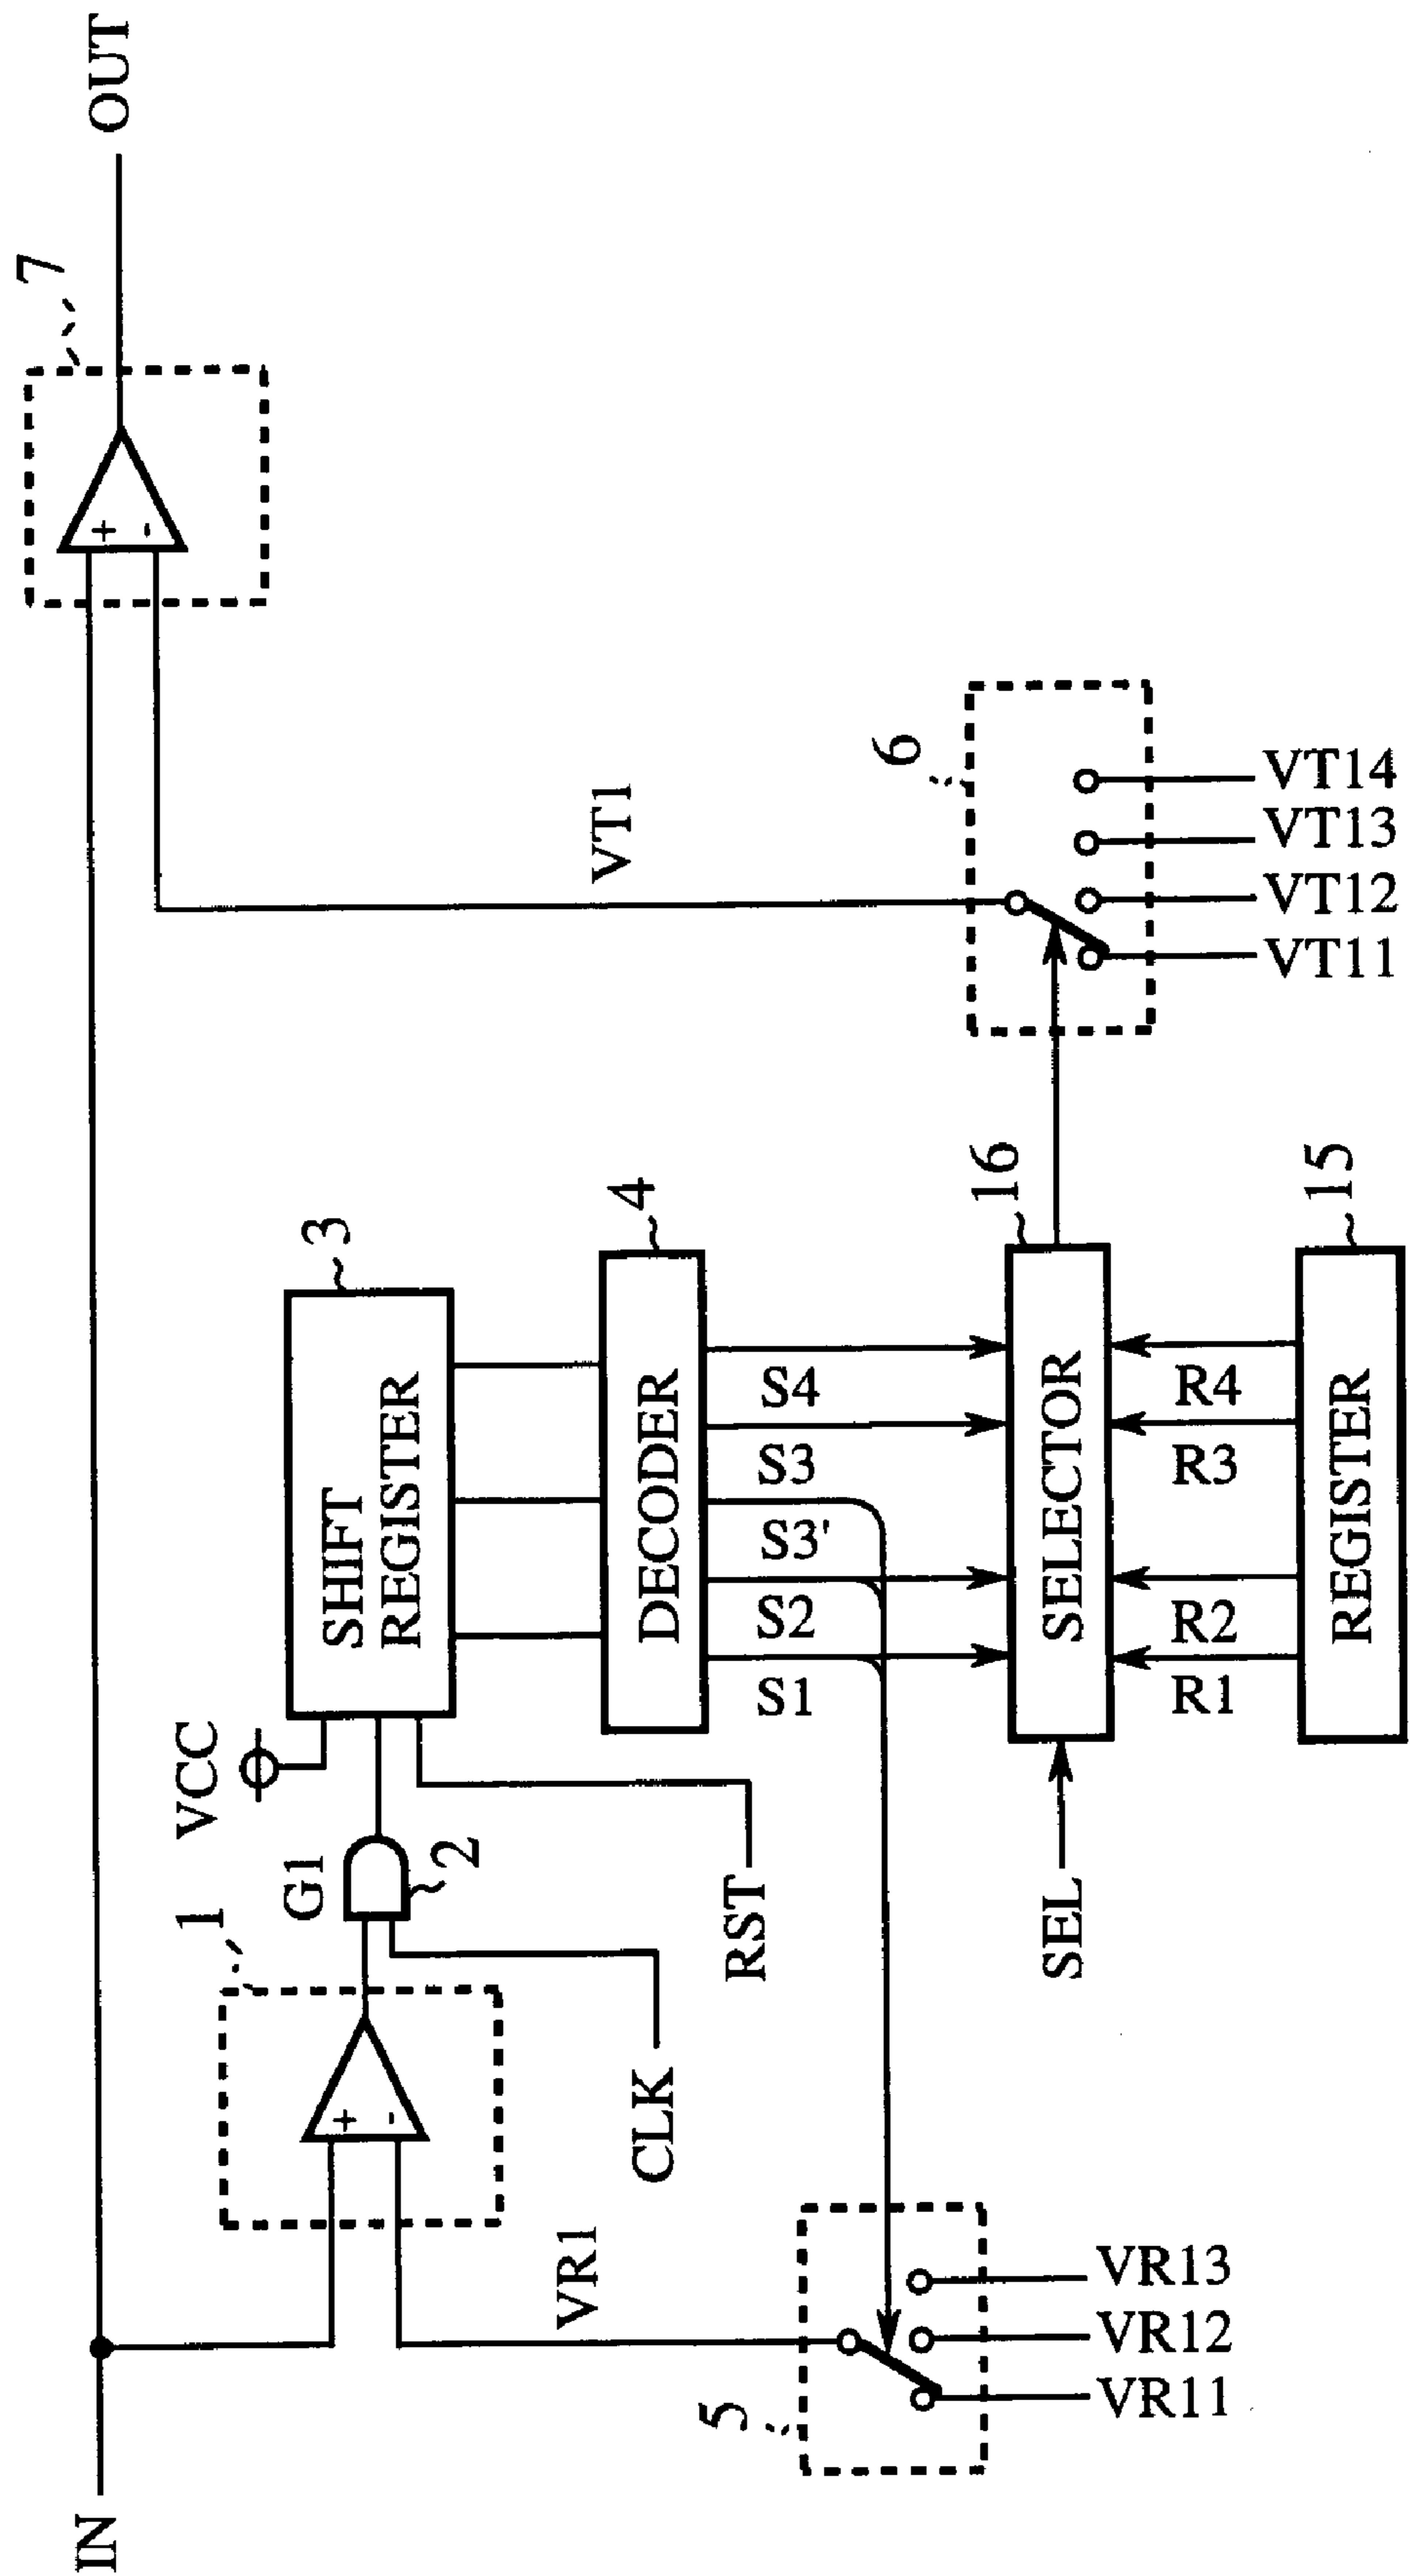 IN
OUT
7
+
-
1
+
-
G1
2
VCC
3
SHIFT
REGISTER
CLK
RST
4
DECODER
VR1
VT1
S1
S2
S3'
S3
S4
5
VR11
VR12
VR13
6
VT11
VT12
VT13
VT14
SEL
SELECTOR
16
R1
R2
R3
R4
REGISTER
15